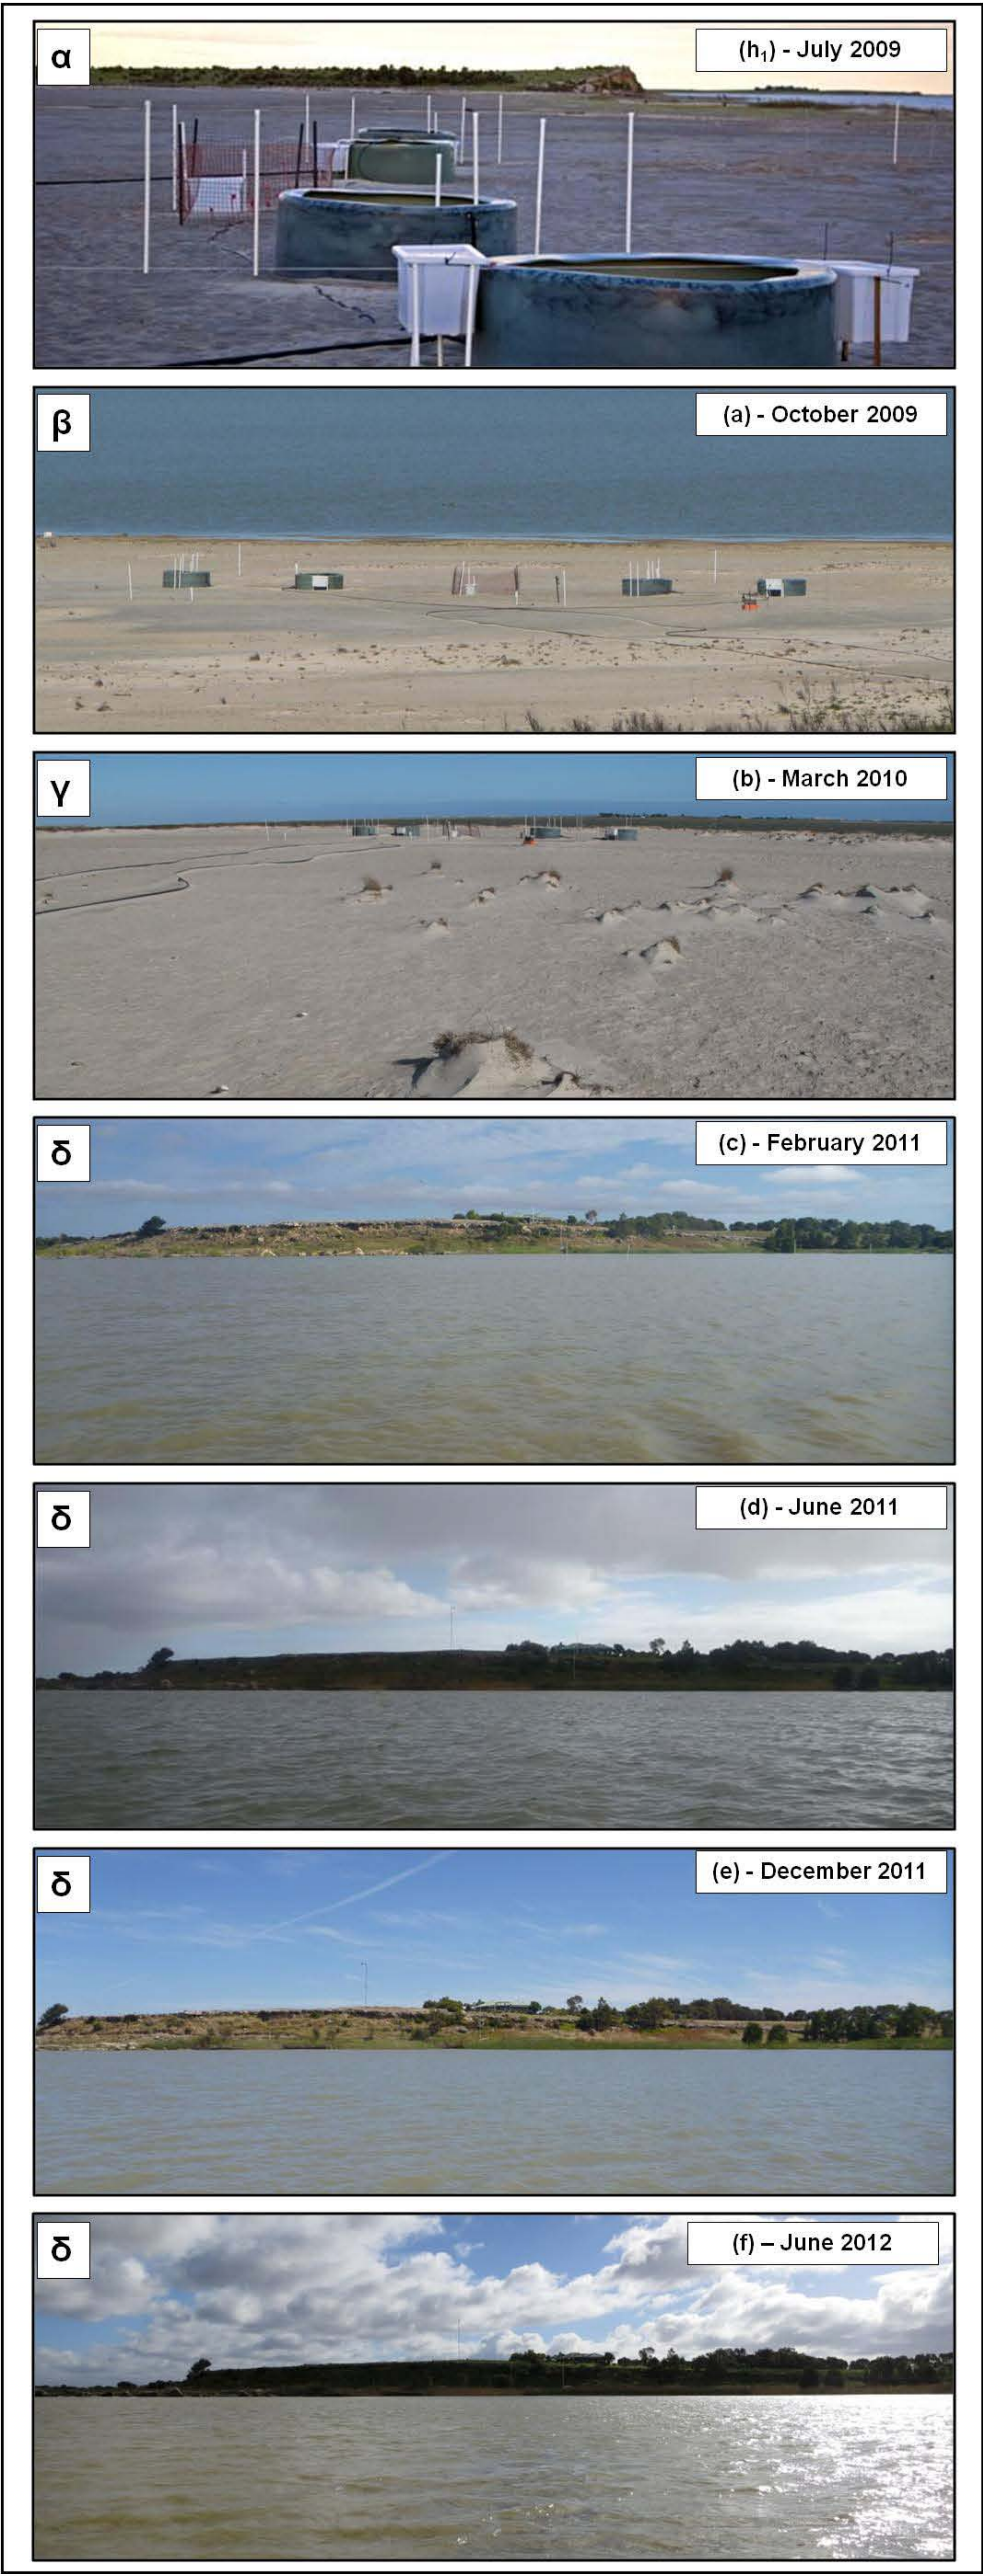 α
(h₁) - July 2009
β
(a) - October 2009
γ
(b) - March 2010
δ
(c) - February 2011
δ
(d) - June 2011
δ
(e) - December 2011
δ
(f) – June 2012